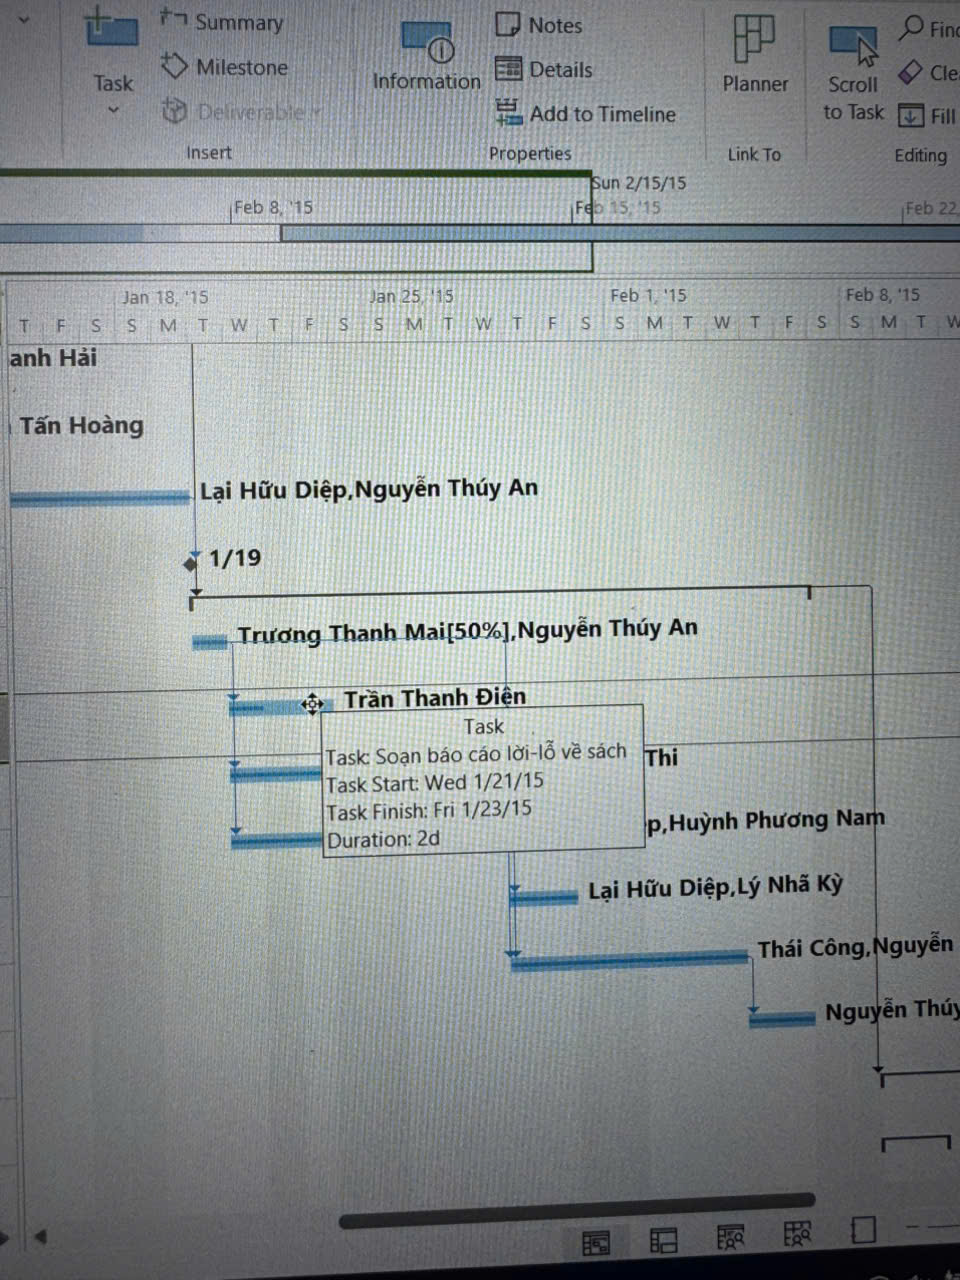 Summary
Task
Milestone
Deliverable
Insert
Information
Notes
Details
Add to Timeline
Properties
Planner
Link To
Scroll
to Task
Fill
Editing
Sun 2/15/15
Feb 8, '15
Feb 15, '15
Feb 22,
Jan 18, '15
Jan 25, '15
Feb 1, '15
Feb 8, '15
T F S S M T W T F S S M T W T F S S M T W T F S S M T W
anh Hải
Tấn Hoàng
Lại Hữu Diệp,Nguyễn Thúy An
1/19
Trương Thanh Mai[50%],Nguyễn Thúy An
Trần Thanh Điện
Task
Task: Soạn báo cáo lời-lỗ về sách
Task Start: Wed 1/21/15
Task Finish: Fri 1/23/15
Duration: 2d
Thi
p,Huỳnh Phương Nam
Lại Hữu Diệp,Lý Nhã Kỳ
Thái Công,Nguyễn
Nguyễn Thúy